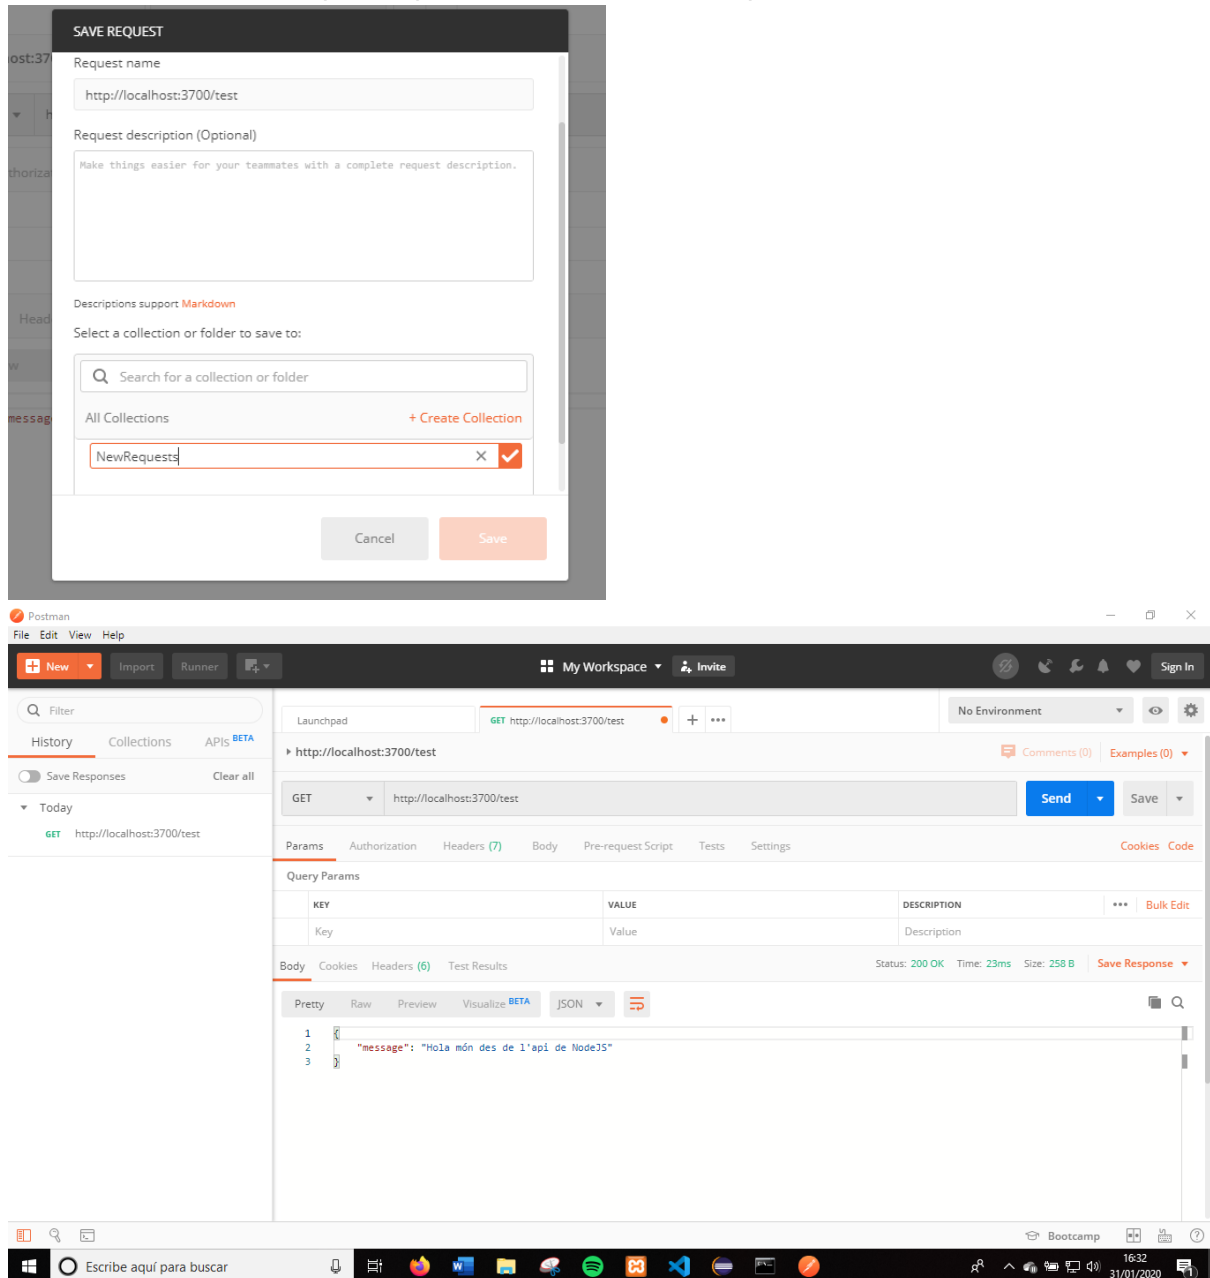 SAVE REQUEST
ost:37
Request name
http://localhost:3700/test
h
Request description (Optional)
Make things easier for your teammates with a complete request description.
thoriza
Descriptions support Markdown
Head
Select a collection or folder to save to:
w
Search for a collection or folder
messag
All Collections
+ Create Collection
NewRequests
Cancel
Save
Postman
File Edit View Help
New
Import
Runner
My Workspace
Invite
Sign In
Filter
Launchpad
GET http://localhost:3700/test
No Environment
History
Collections
APIs BETA
http://localhost:3700/test
Comments (0)
Examples (0)
Save Responses
Clear all
GET
http://localhost:3700/test
Send
Save
Today
GET http://localhost:3700/test
Params
Authorization
Headers (7)
Body
Pre-request Script
Tests
Settings
Cookies Code
Query Params
KEY
VALUE
DESCRIPTION
Bulk Edit
Key
Value
Description
Body
Cookies
Headers (6)
Test Results
Status: 200 OK
Time: 23ms
Size: 258 B
Save Response
Pretty
Raw
Preview
Visualize BETA
JSON
1 {
2 "message": "Hola món des de l'api de NodeJS"
3 }
Bootcamp
Escribe aquí para buscar
16:32
31/01/2020